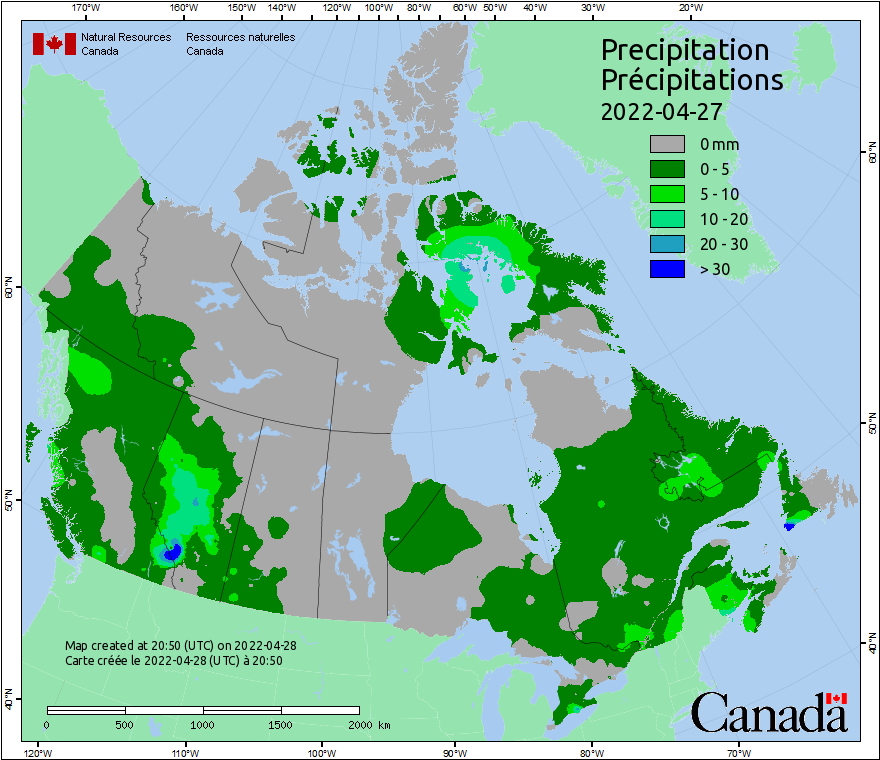 170°W 160°W 150°W 140°W 120°W 100°W 80°W 60°W 50°W 40°W 30°W 20°W
Natural Resources Ressources naturelles
Canada Canada
Precipitation
Précipitations
2022-04-27
0 mm
0 - 5
5 - 10
10 - 20
20 - 30
> 30
60°N
60°N
50°N
50°N
40°N
40°N
Map created at 20:50 (UTC) on 2022-04-28
Carte créée le 2022-04-28 (UTC) à 20:50
0 500 1000 1500 2000 km
Canada
120°W 110°W 100°W 90°W 80°W 70°W